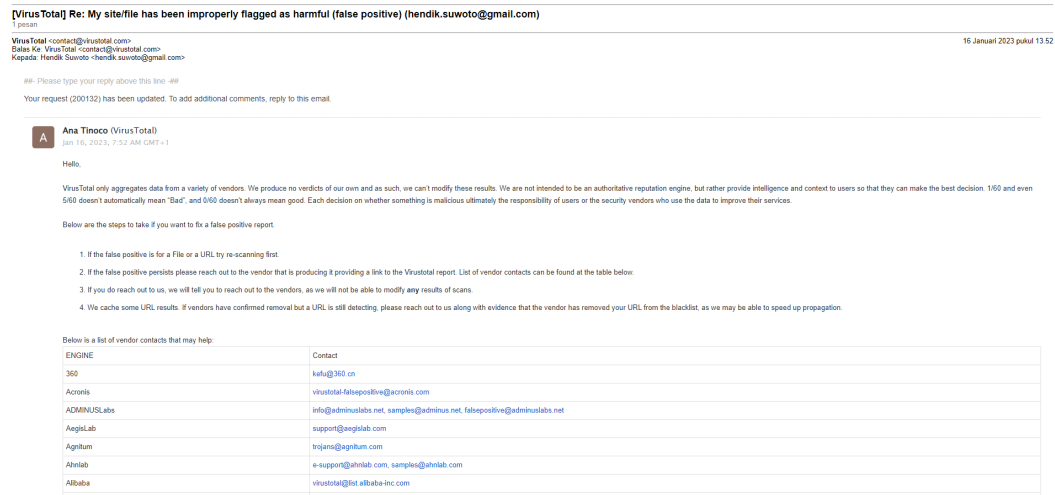 [VirusTotal] Re: My site/file has been improperly flagged as harmful (false positive) (hendik.suwoto@gmail.com)
1 pesan
VirusTotal <contact@virustotal.com>
16 Januari 2023 pukul 13.52
Balas Ke: VirusTotal <contact@virustotal.com>
Kepada: Hendik Suwoto <hendik.suwoto@gmail.com>
##- Please type your reply above this line -##
Your request (200132) has been updated. To add additional comments, reply to this email.
A
Ana Tinoco (VirusTotal)
Jan 16, 2023, 7:52 AM GMT+1
Hello,
VirusTotal only aggregates data from a variety of vendors. We produce no verdicts of our own and as such, we can't modify these results. We are not intended to be an authoritative reputation engine, but rather provide intelligence and context to users so that they can make the best decision. 1/60 and even
5/60 doesn't automatically mean "Bad", and 0/60 doesn't always mean good. Each decision on whether something is malicious ultimately the responsibility of users or the security vendors who use the data to improve their services.
Below are the steps to take if you want to fix a false positive report.
1. If the false positive is for a File or a URL try re-scanning first.
2. If the false positive persists please reach out to the vendor that is producing it providing a link to the Virustotal report. List of vendor contacts can be found at the table below.
3. If you do reach out to us, we will tell you to reach out to the vendors, as we will not be able to modify any results of scans.
4. We cache some URL results. If vendors have confirmed removal but a URL is still detecting, please reach out to us along with evidence that the vendor has removed your URL from the blacklist, as we may be able to speed up propagation.
Below is a list of vendor contacts that may help:
ENGINE Contact
360 kefu@360.cn
Acronis virustotal-falsepositive@acronis.com
ADMINUSLabs info@adminuslabs.net, samples@adminus.net, falsepositive@adminuslabs.net
AegisLab support@aegislab.com
Agnitum trojans@agnitum.com
Ahnlab e-support@ahnlab.com, samples@ahnlab.com
Alibaba virustotal@list.alibaba-inc.com